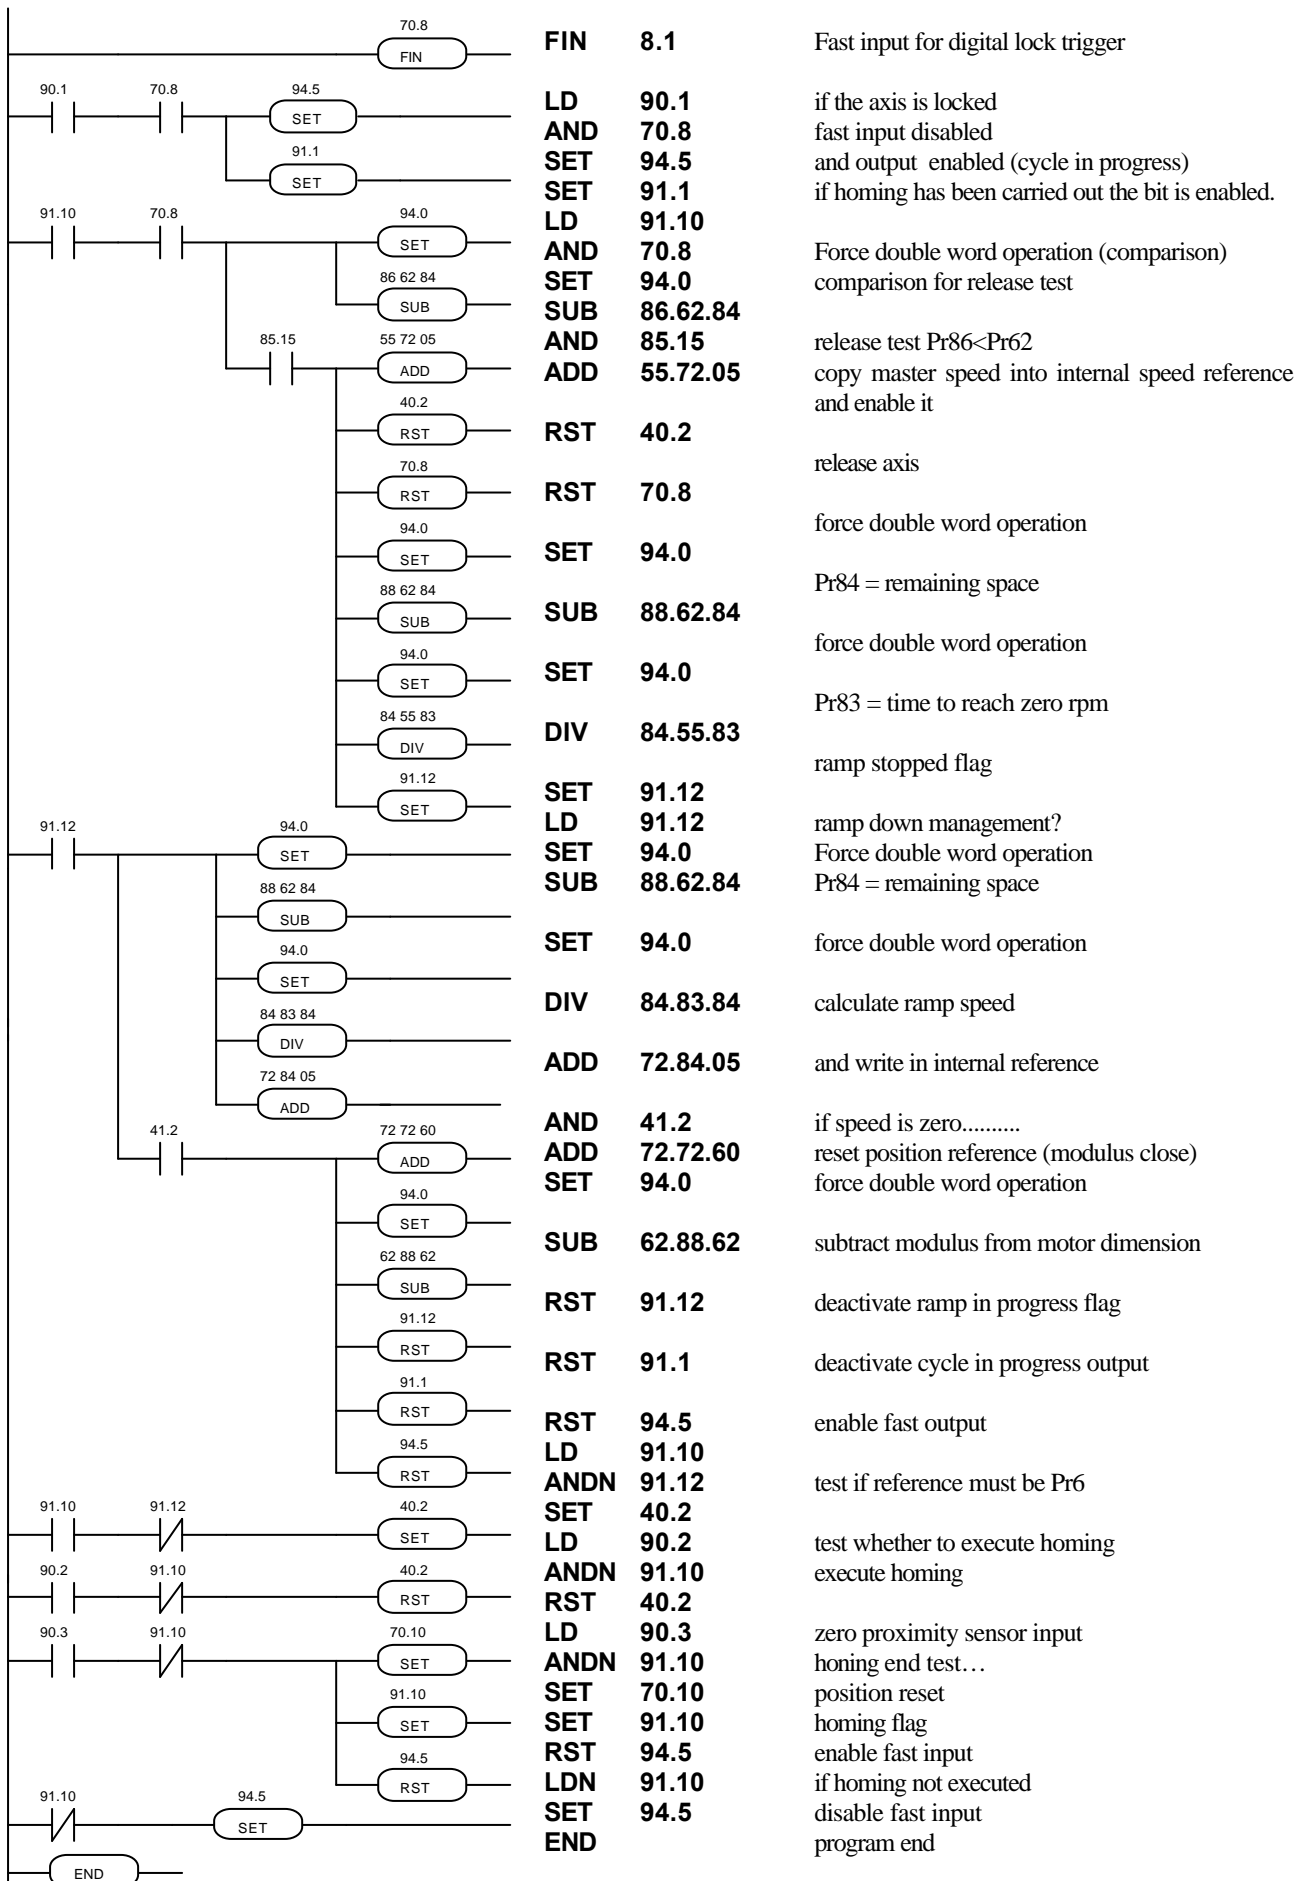 70.8
FIN
FIN 8.1 Fast input for digital lock trigger
90.1 70.8 94.5
SET
91.1
SET
LD 90.1 if the axis is locked
AND 70.8 fast input disabled
SET 94.5 and output enabled (cycle in progress)
SET 91.1 if homing has been carried out the bit is enabled.
91.10 70.8 94.0
SET
86 62 84
SUB
LD 91.10
AND 70.8 Force double word operation (comparison)
SET 94.0 comparison for release test
SUB 86.62.84
85.15 55 72 05
ADD
AND 85.15 release test Pr86<Pr62
ADD 55.72.05 copy master speed into internal speed reference
and enable it
40.2
RST
RST 40.2
release axis
70.8
RST
RST 70.8
force double word operation
94.0
SET
SET 94.0
Pr84 = remaining space
88 62 84
SUB
SUB 88.62.84
force double word operation
94.0
SET
SET 94.0
Pr83 = time to reach zero rpm
84 55 83
DIV
DIV 84.55.83
ramp stopped flag
91.12
SET
SET 91.12
91.12 94.0
SET
LD 91.12 ramp down management?
SET 94.0 Force double word operation
SUB 88.62.84 Pr84 = remaining space
88 62 84
SUB
SET 94.0 force double word operation
94.0
SET
DIV 84.83.84 calculate ramp speed
84 83 84
DIV
ADD 72.84.05 and write in internal reference
72 84 05
ADD
41.2 72 72 60
ADD
AND 41.2 if speed is zero..........
ADD 72.72.60 reset position reference (modulus close)
SET 94.0 force double word operation
94.0
SET
SUB 62.88.62 subtract modulus from motor dimension
62 88 62
SUB
RST 91.12 deactivate ramp in progress flag
91.12
RST
RST 91.1 deactivate cycle in progress output
91.1
RST
RST 94.5 enable fast output
94.5
RST
LD 91.10
ANDN 91.12 test if reference must be Pr6
91.10 91.12 40.2
SET
SET 40.2
LD 90.2 test whether to execute homing
90.2 91.10 40.2
RST
ANDN 91.10 execute homing
RST 40.2
90.3 91.10 70.10
SET
LD 90.3 zero proximity sensor input
ANDN 91.10 honing end test…
SET 70.10 position reset
91.10
SET
SET 91.10 homing flag
RST 94.5 enable fast input
94.5
RST
LDN 91.10 if homing not executed
91.10 94.5
SET
SET 94.5 disable fast input
END program end
END